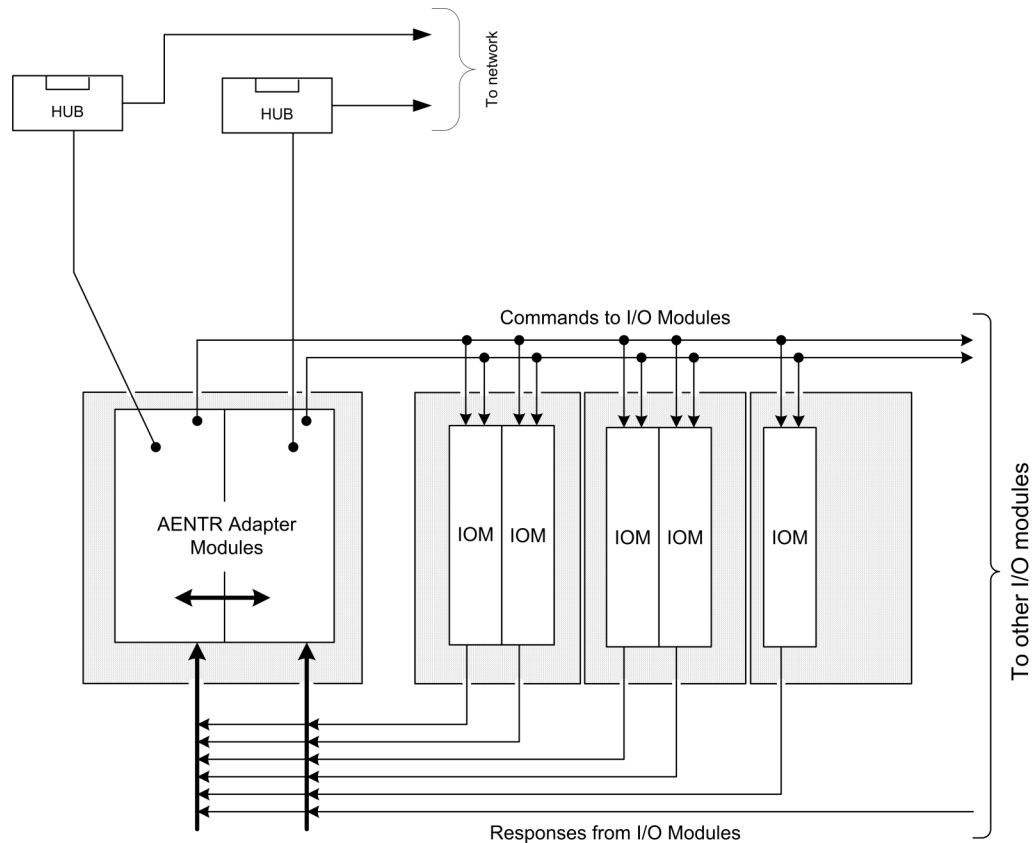 To network
HUB
HUB
Commands to I/O Modules
AENTR Adapter
Modules
IOM
IOM
IOM
IOM
IOM
To other I/O modules
Responses from I/O Modules